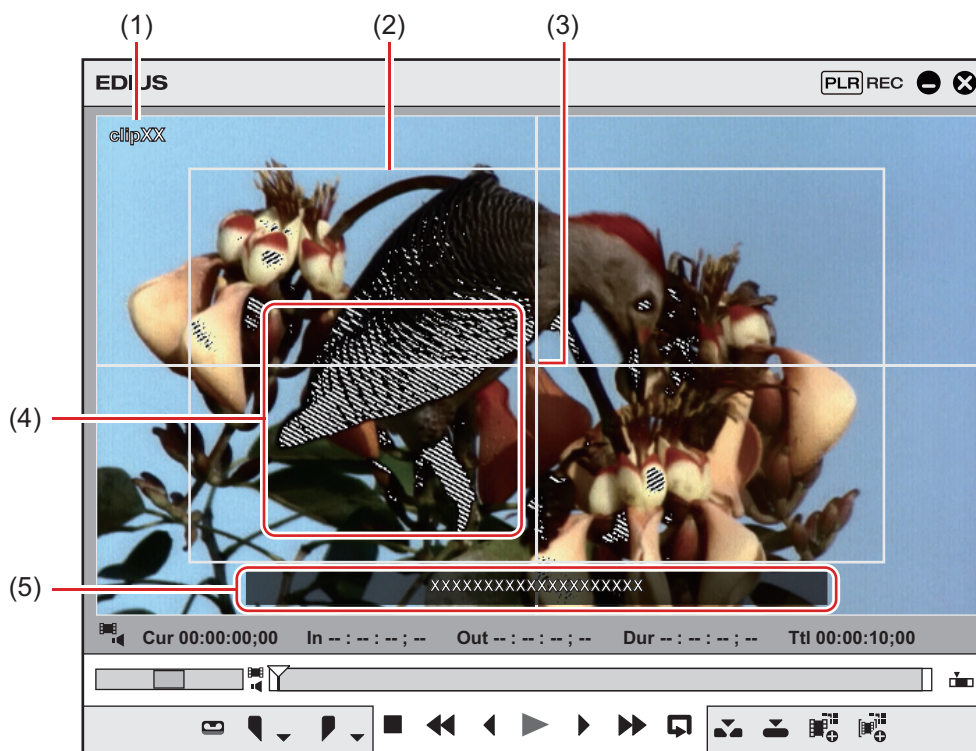 (1) (2) (3)
EDIUS PLR REC
clipXX
(4)
(5) XXXXXXXXXXXXXXXXXXX
Cur 00:00:00;00 In -- : -- : -- ; -- Out -- : -- : -- ; -- Dur -- : -- : -- ; -- Ttl 00:00:10;00